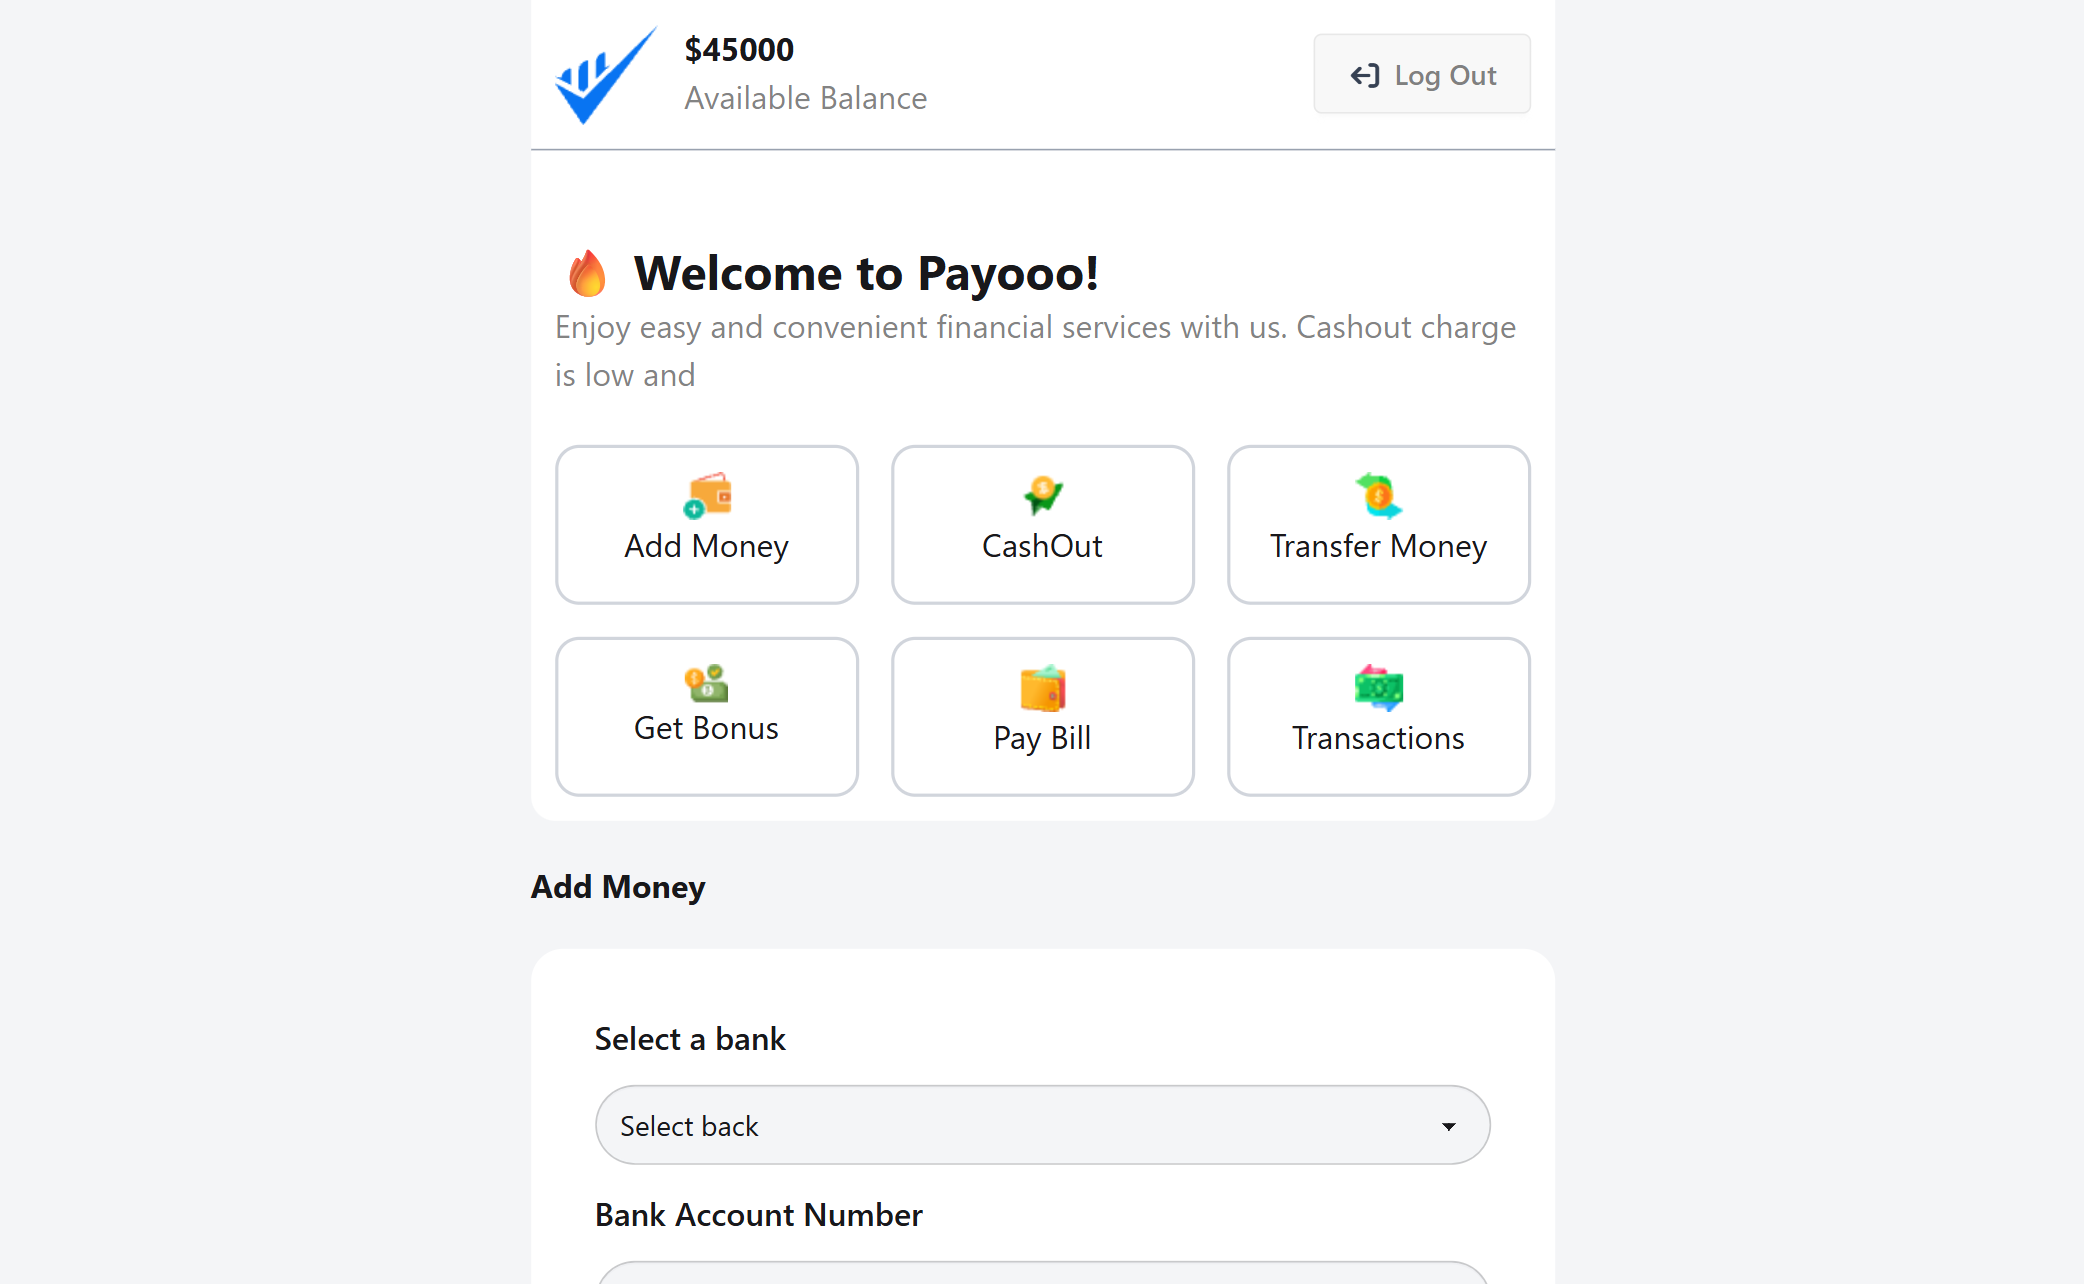 $45000
Available Balance
Log Out
Welcome to Payooo!
Enjoy easy and convenient financial services with us. Cashout charge
is low and
Add Money
CashOut
Transfer Money
Get Bonus
Pay Bill
Transactions
Add Money
Select a bank
Select back
Bank Account Number